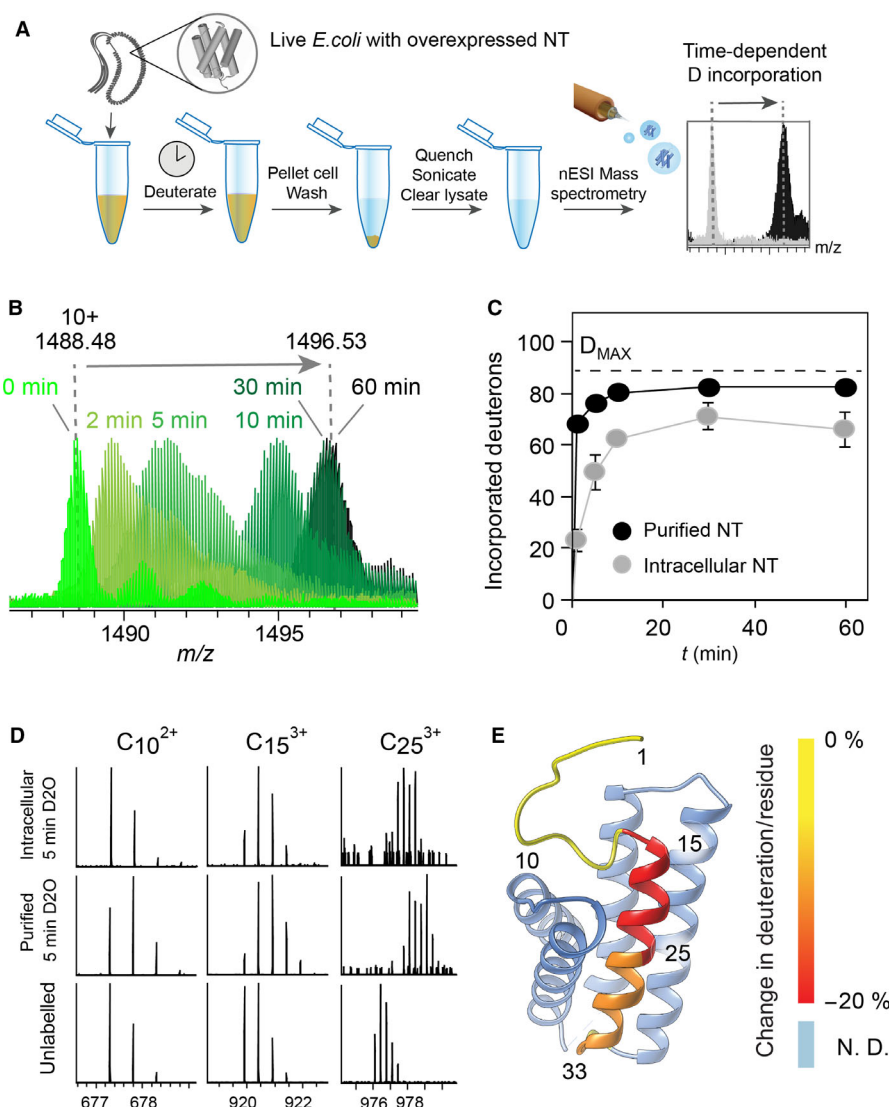 A
Live E.coli with overexpressed NT
Time-dependent
D incorporation
Deuterate
Pellet cell
Wash
Quench
Sonicate
Clear lysate
nESI Mass
spectrometry
m/z
B
10+
1488.48
1496.53
0 min
30 min
60 min
2 min
5 min
10 min
1490
1495
m/z
C
100
80
60
40
20
0
DMAX
Purified NT
Intracellular NT
Incorporated deuterons
0
20
40
60
t (min)
D
C10 2+
C15 3+
C25 3+
Intracellular
5 min D2O
Purified
5 min D2O
Unlabelled
677
678
920
922
976
978
E
1
10
15
25
33
0 %
−20 %
N. D.
Change in deuteration/residue